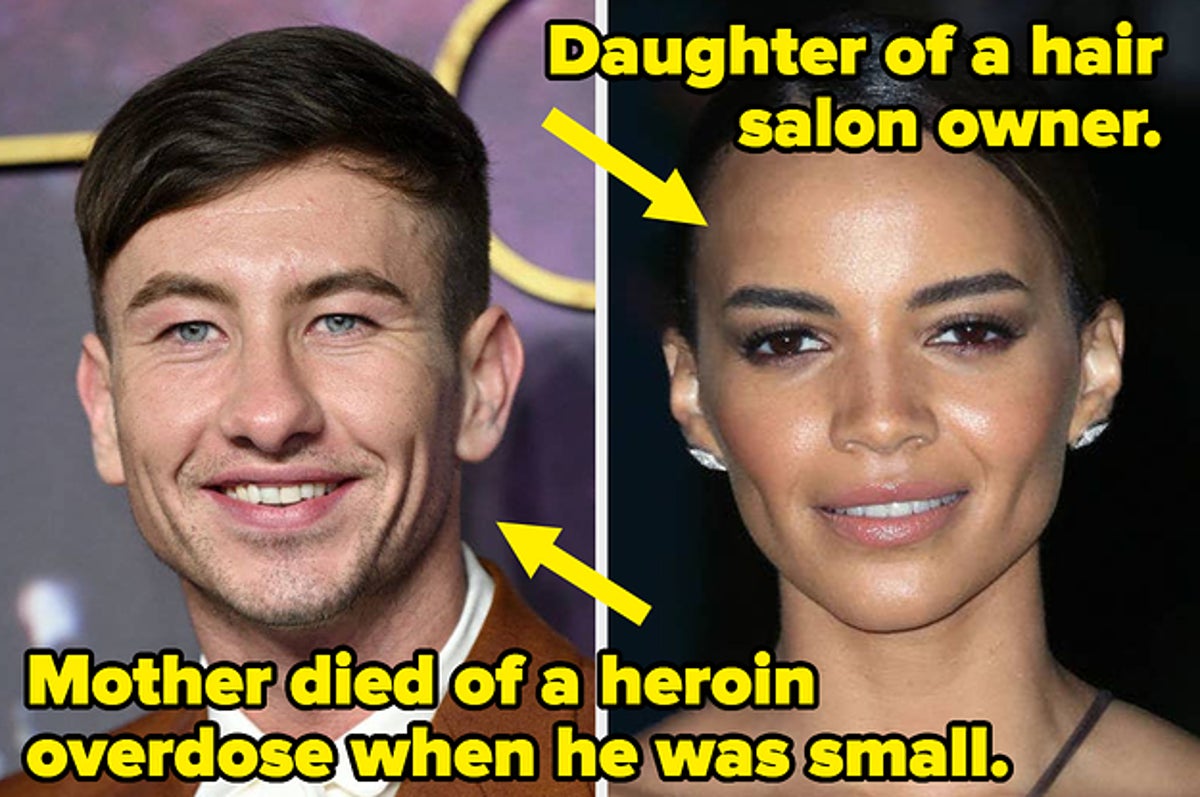 Daughter of a hair
salon owner.
Mother died of a heroin
overdose when he was small.